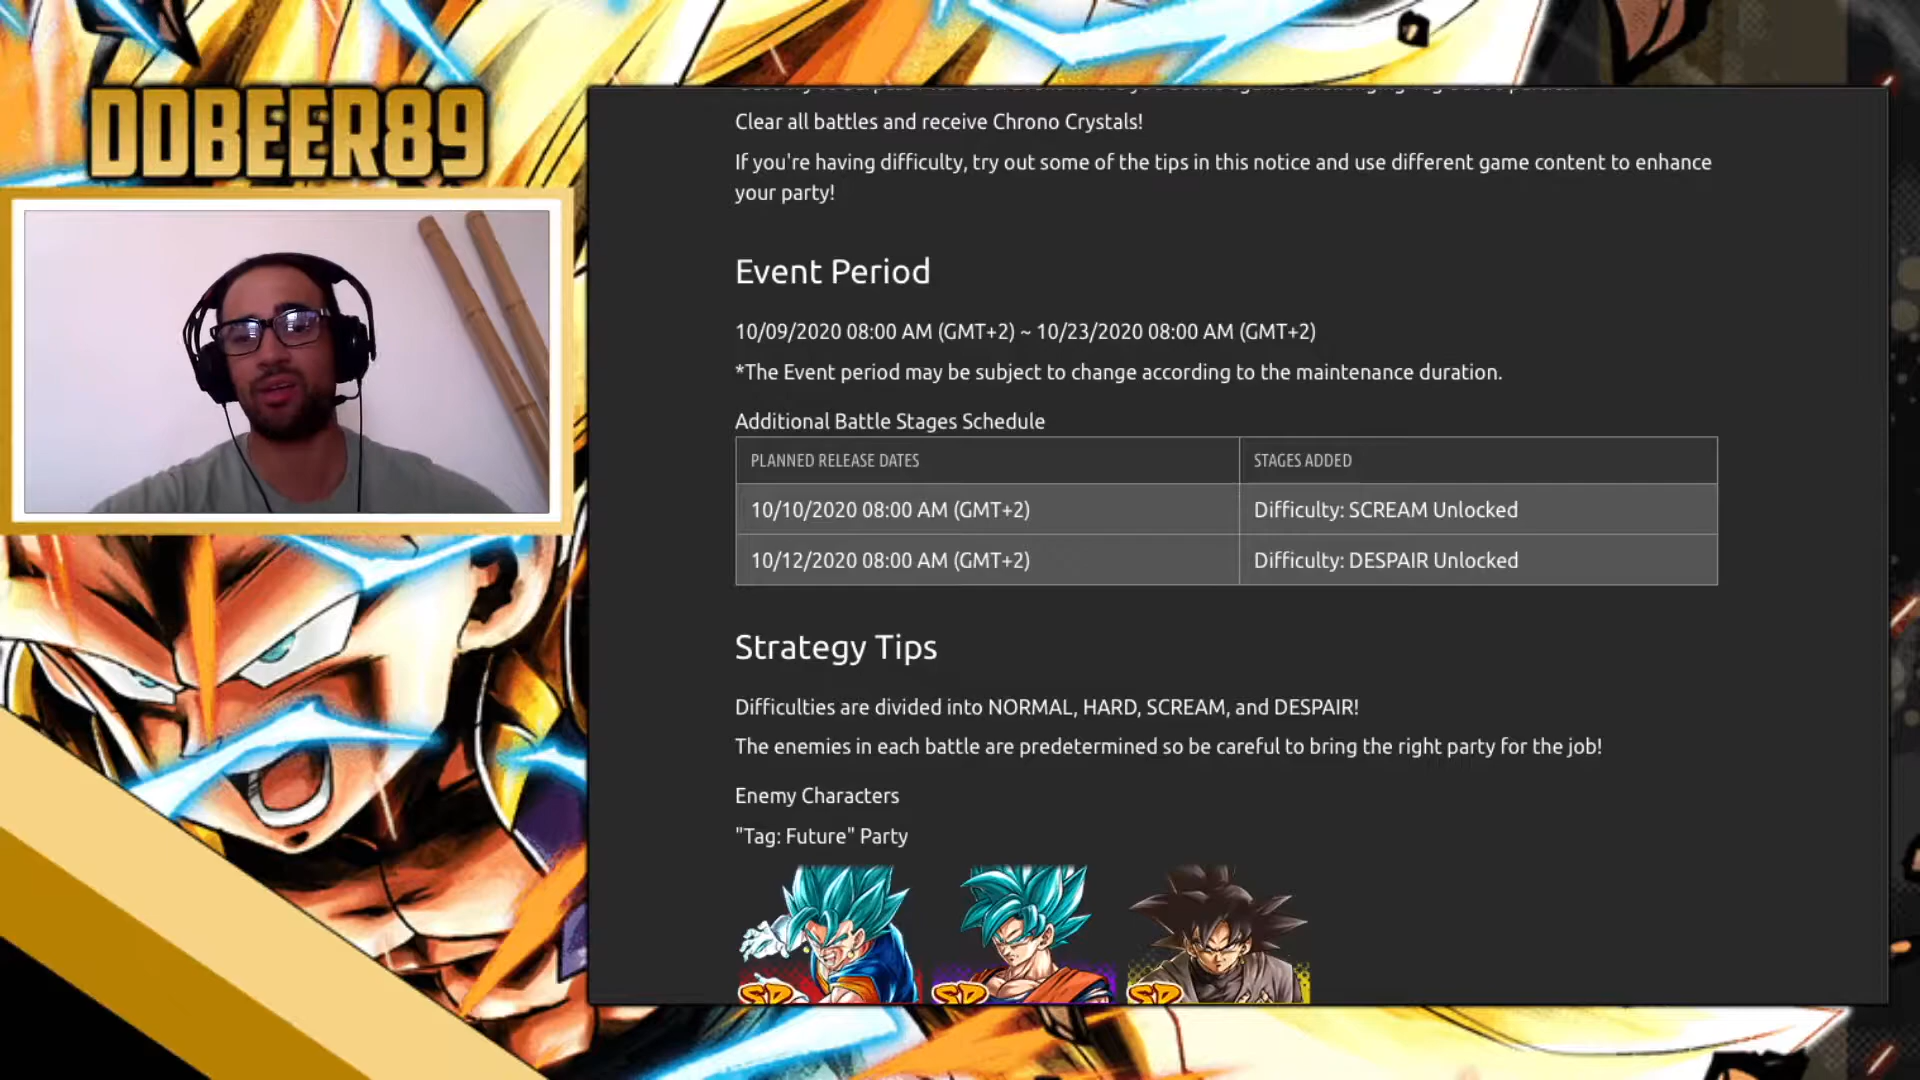 DDBEER89
Clear all battles and receive Chrono Crystals!
If you're having difficulty, try out some of the tips in this notice and use different game content to enhance
your party!
Event Period
10/09/2020 08:00 AM (GMT+2) ~ 10/23/2020 08:00 AM (GMT+2)
*The Event period may be subject to change according to the maintenance duration.
Additional Battle Stages Schedule
PLANNED RELEASE DATES
STAGES ADDED
10/10/2020 08:00 AM (GMT+2)
Difficulty: SCREAM Unlocked
10/12/2020 08:00 AM (GMT+2)
Difficulty: DESPAIR Unlocked
Strategy Tips
Difficulties are divided into NORMAL, HARD, SCREAM, and DESPAIR!
The enemies in each battle are predetermined so be careful to bring the right party for the job!
Enemy Characters
"Tag: Future" Party
SP
SP
SP